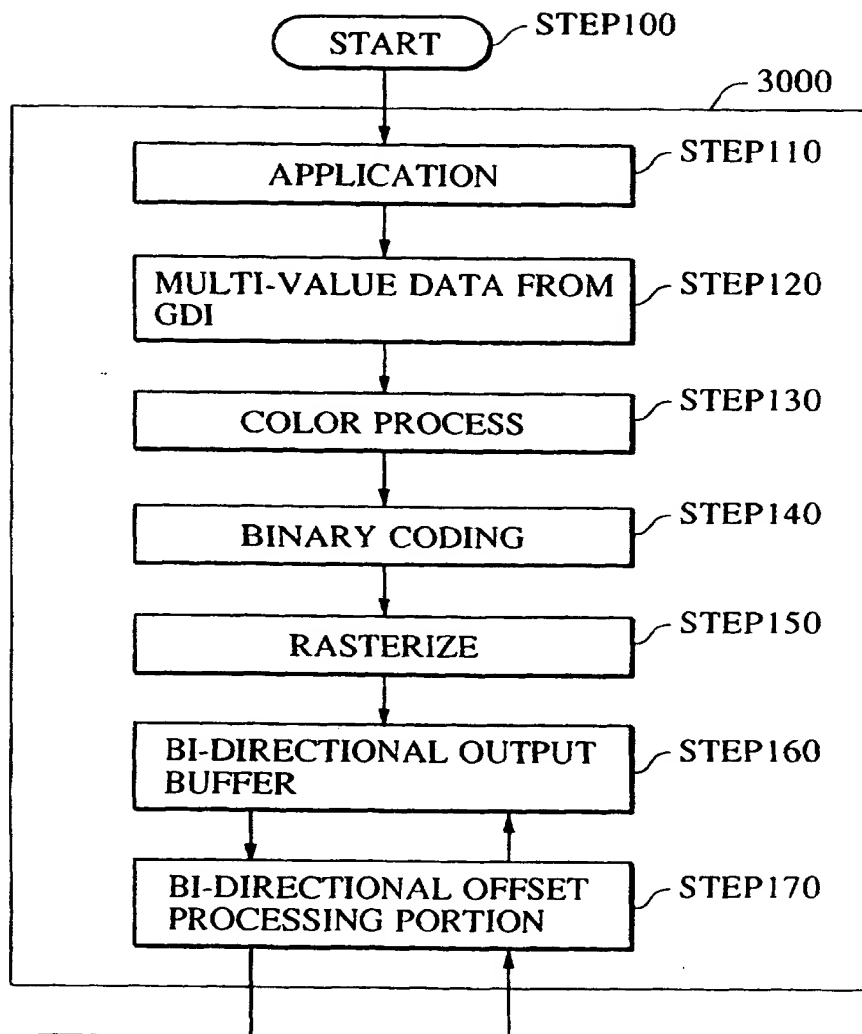 START
STEP100
3000
APPLICATION
STEP110
MULTI-VALUE DATA FROM
GDI
STEP120
COLOR PROCESS
STEP130
BINARY CODING
STEP140
RASTERIZE
STEP150
BI-DIRECTIONAL OUTPUT
BUFFER
STEP160
BI-DIRECTIONAL OFFSET
PROCESSING PORTION
STEP170